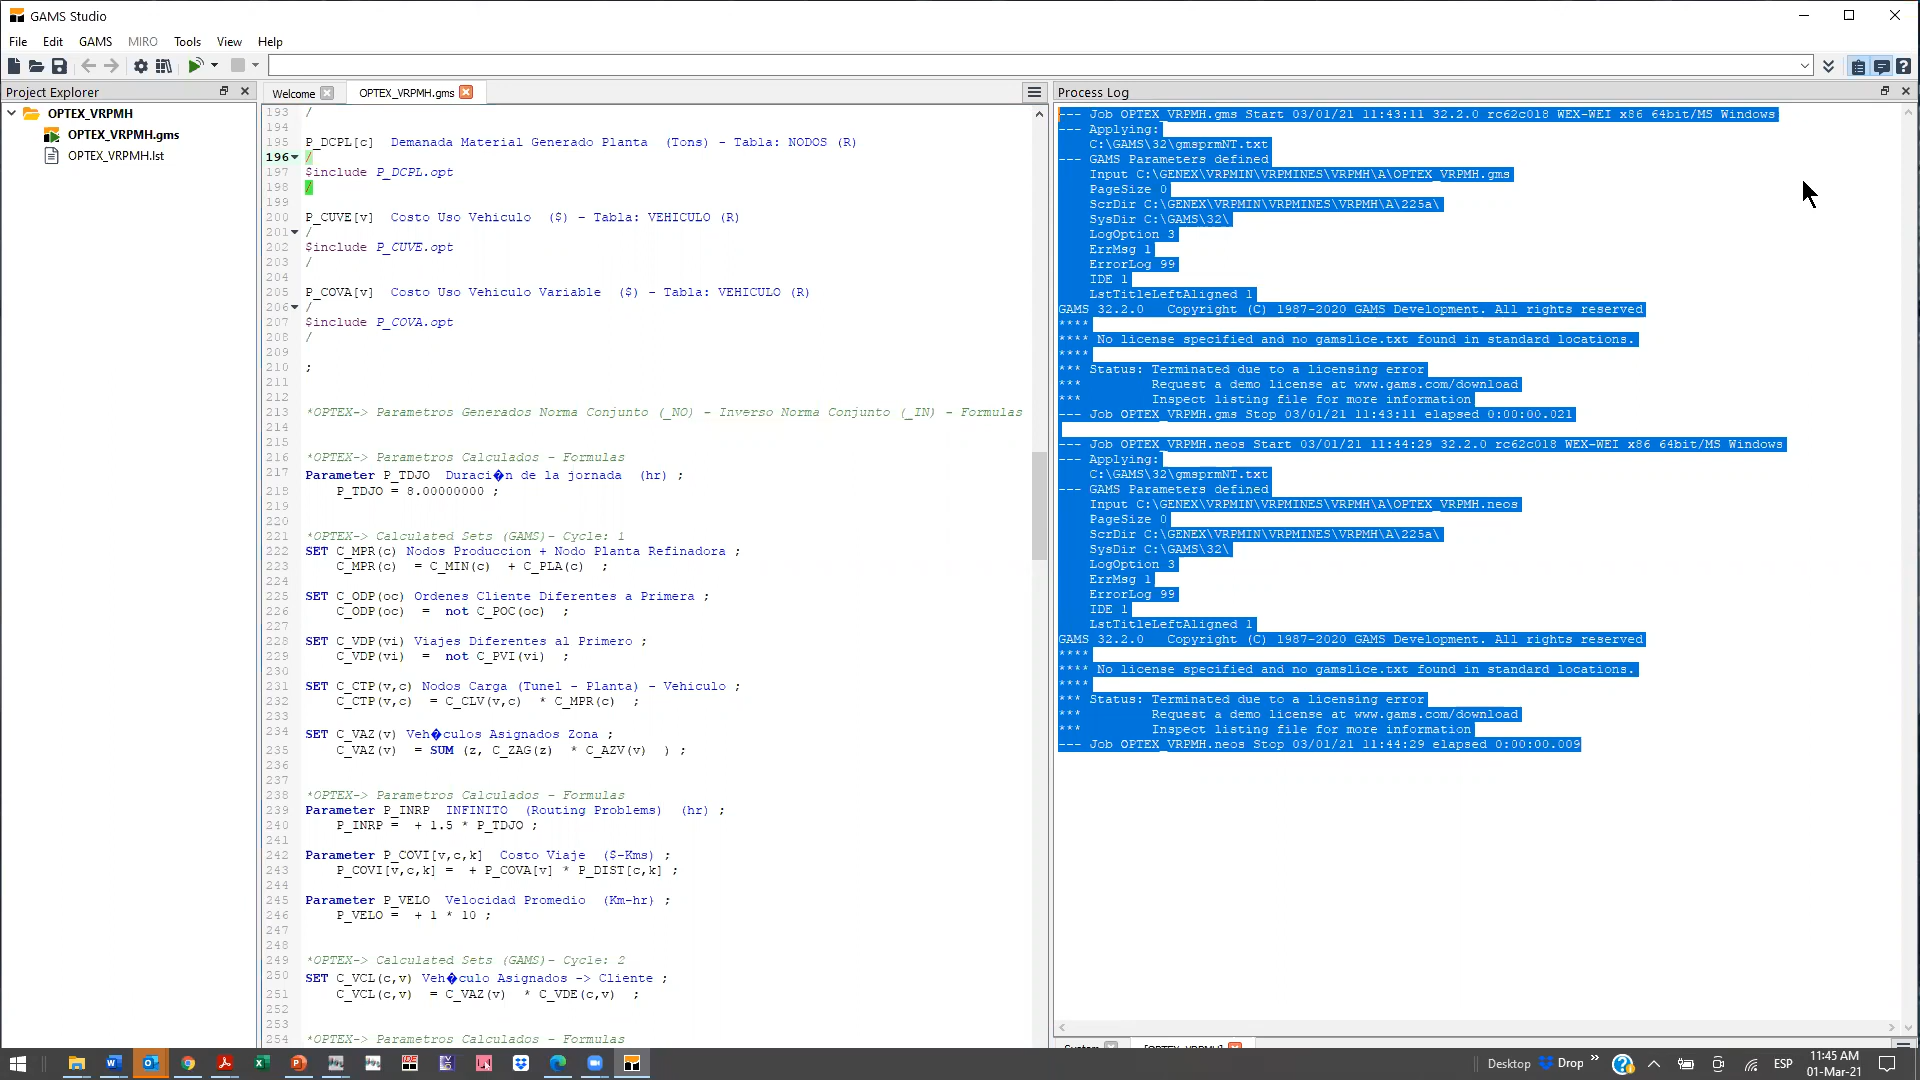 GAMS Studio
File Edit GAMS MIRO Tools View Help
Project Explorer
OPTEX_VRPMH
OPTEX_VRPMH.gms
OPTEX_VRPMH.lst
Welcome OPTEX_VRPMH.gms
193 /
194
195 P_DCPL[c] Demanada Material Generado Planta (Tons) - Tabla: NODOS (R)
196 /
197 $include P_DCPL.opt
198 /
199
200 P_CUVE[v] Costo Uso Vehiculo ($) - Tabla: VEHICULO (R)
201 /
202 $include P_CUVE.opt
203 /
204
205 P_COVA[v] Costo Uso Vehiculo Variable ($) - Tabla: VEHICULO (R)
206 /
207 $include P_COVA.opt
208 /
209
210 ;
211
212
213 *OPTEX-> Parametros Generados Norma Conjunto (_NO) - Inverso Norma Conjunto (_IN) - Formulas
214
215
216 *OPTEX-> Parametros Calculados - Formulas
217 Parameter P_TDJO Duraci�n de la jornada (hr) ;
218 P_TDJO = 8.00000000 ;
219
220
221 *OPTEX-> Calculated Sets (GAMS)- Cycle: 1
222 SET C_MPR(c) Nodos Produccion + Nodo Planta Refinadora ;
223 C_MPR(c) = C_MIN(c) + C_PLA(c) ;
224
225 SET C_ODP(oc) Ordenes Cliente Diferentes a Primera ;
226 C_ODP(oc) = not C_POC(oc) ;
227
228 SET C_VDP(vi) Viajes Diferentes al Primero ;
229 C_VDP(vi) = not C_PVI(vi) ;
230
231 SET C_CTP(v,c) Nodos Carga (Tunel - Planta) - Vehiculo ;
232 C_CTP(v,c) = C_CLV(v,c) * C_MPR(c) ;
233
234 SET C_VAZ(v) Veh�culos Asignados Zona ;
235 C_VAZ(v) = SUM (z, C_ZAG(z) * C_AZV(v) ) ;
236
237
238 *OPTEX-> Parametros Calculados - Formulas
239 Parameter P_INRP INFINITO (Routing Problems) (hr) ;
240 P_INRP = + 1.5 * P_TDJO ;
241
242 Parameter P_COVI[v,c,k] Costo Viaje ($-Kms) ;
243 P_COVI[v,c,k] = + P_COVA[v] * P_DIST[c,k] ;
244
245 Parameter P_VELO Velocidad Promedio (Km-hr) ;
246 P_VELO = + 1 * 10 ;
247
248
249 *OPTEX-> Calculated Sets (GAMS)- Cycle: 2
250 SET C_VCL(c,v) Veh�culo Asignados -> Cliente ;
251 C_VCL(c,v) = C_VAZ(v) * C_VDE(c,v) ;
252
253
254 *OPTEX-> Parametros Calculados - Formulas
Process Log
--- Job OPTEX_VRPMH.gms Start 03/01/21 11:43:11 32.2.0 rc62c018 WEX-WEI x86 64bit/MS Windows
--- Applying:
C:\GAMS\32\gmsprmNT.txt
--- GAMS Parameters defined
Input C:\GENEX\VRPMIN\VRPMINES\VRPMH\A\OPTEX_VRPMH.gms
PageSize 0
ScrDir C:\GENEX\VRPMIN\VRPMINES\VRPMH\A\225a\
SysDir C:\GAMS\32\
LogOption 3
ErrMsg 1
ErrorLog 99
IDE 1
LstTitleLeftAligned 1
GAMS 32.2.0 Copyright (C) 1987-2020 GAMS Development. All rights reserved
****
**** No license specified and no gamslice.txt found in standard locations.
****
*** Status: Terminated due to a licensing error
*** Request a demo license at www.gams.com/download
*** Inspect listing file for more information
--- Job OPTEX_VRPMH.gms Stop 03/01/21 11:43:11 elapsed 0:00:00.021
--- Job OPTEX_VRPMH.neos Start 03/01/21 11:44:29 32.2.0 rc62c018 WEX-WEI x86 64bit/MS Windows
--- Applying:
C:\GAMS\32\gmsprmNT.txt
--- GAMS Parameters defined
Input C:\GENEX\VRPMIN\VRPMINES\VRPMH\A\OPTEX_VRPMH.neos
PageSize 0
ScrDir C:\GENEX\VRPMIN\VRPMINES\VRPMH\A\225a\
SysDir C:\GAMS\32\
LogOption 3
ErrMsg 1
ErrorLog 99
IDE 1
LstTitleLeftAligned 1
GAMS 32.2.0 Copyright (C) 1987-2020 GAMS Development. All rights reserved
****
**** No license specified and no gamslice.txt found in standard locations.
****
*** Status: Terminated due to a licensing error
*** Request a demo license at www.gams.com/download
*** Inspect listing file for more information
--- Job OPTEX_VRPMH.neos Stop 03/01/21 11:44:29 elapsed 0:00:00.009
Desktop Drop ESP 11:45 AM
01-Mar-21